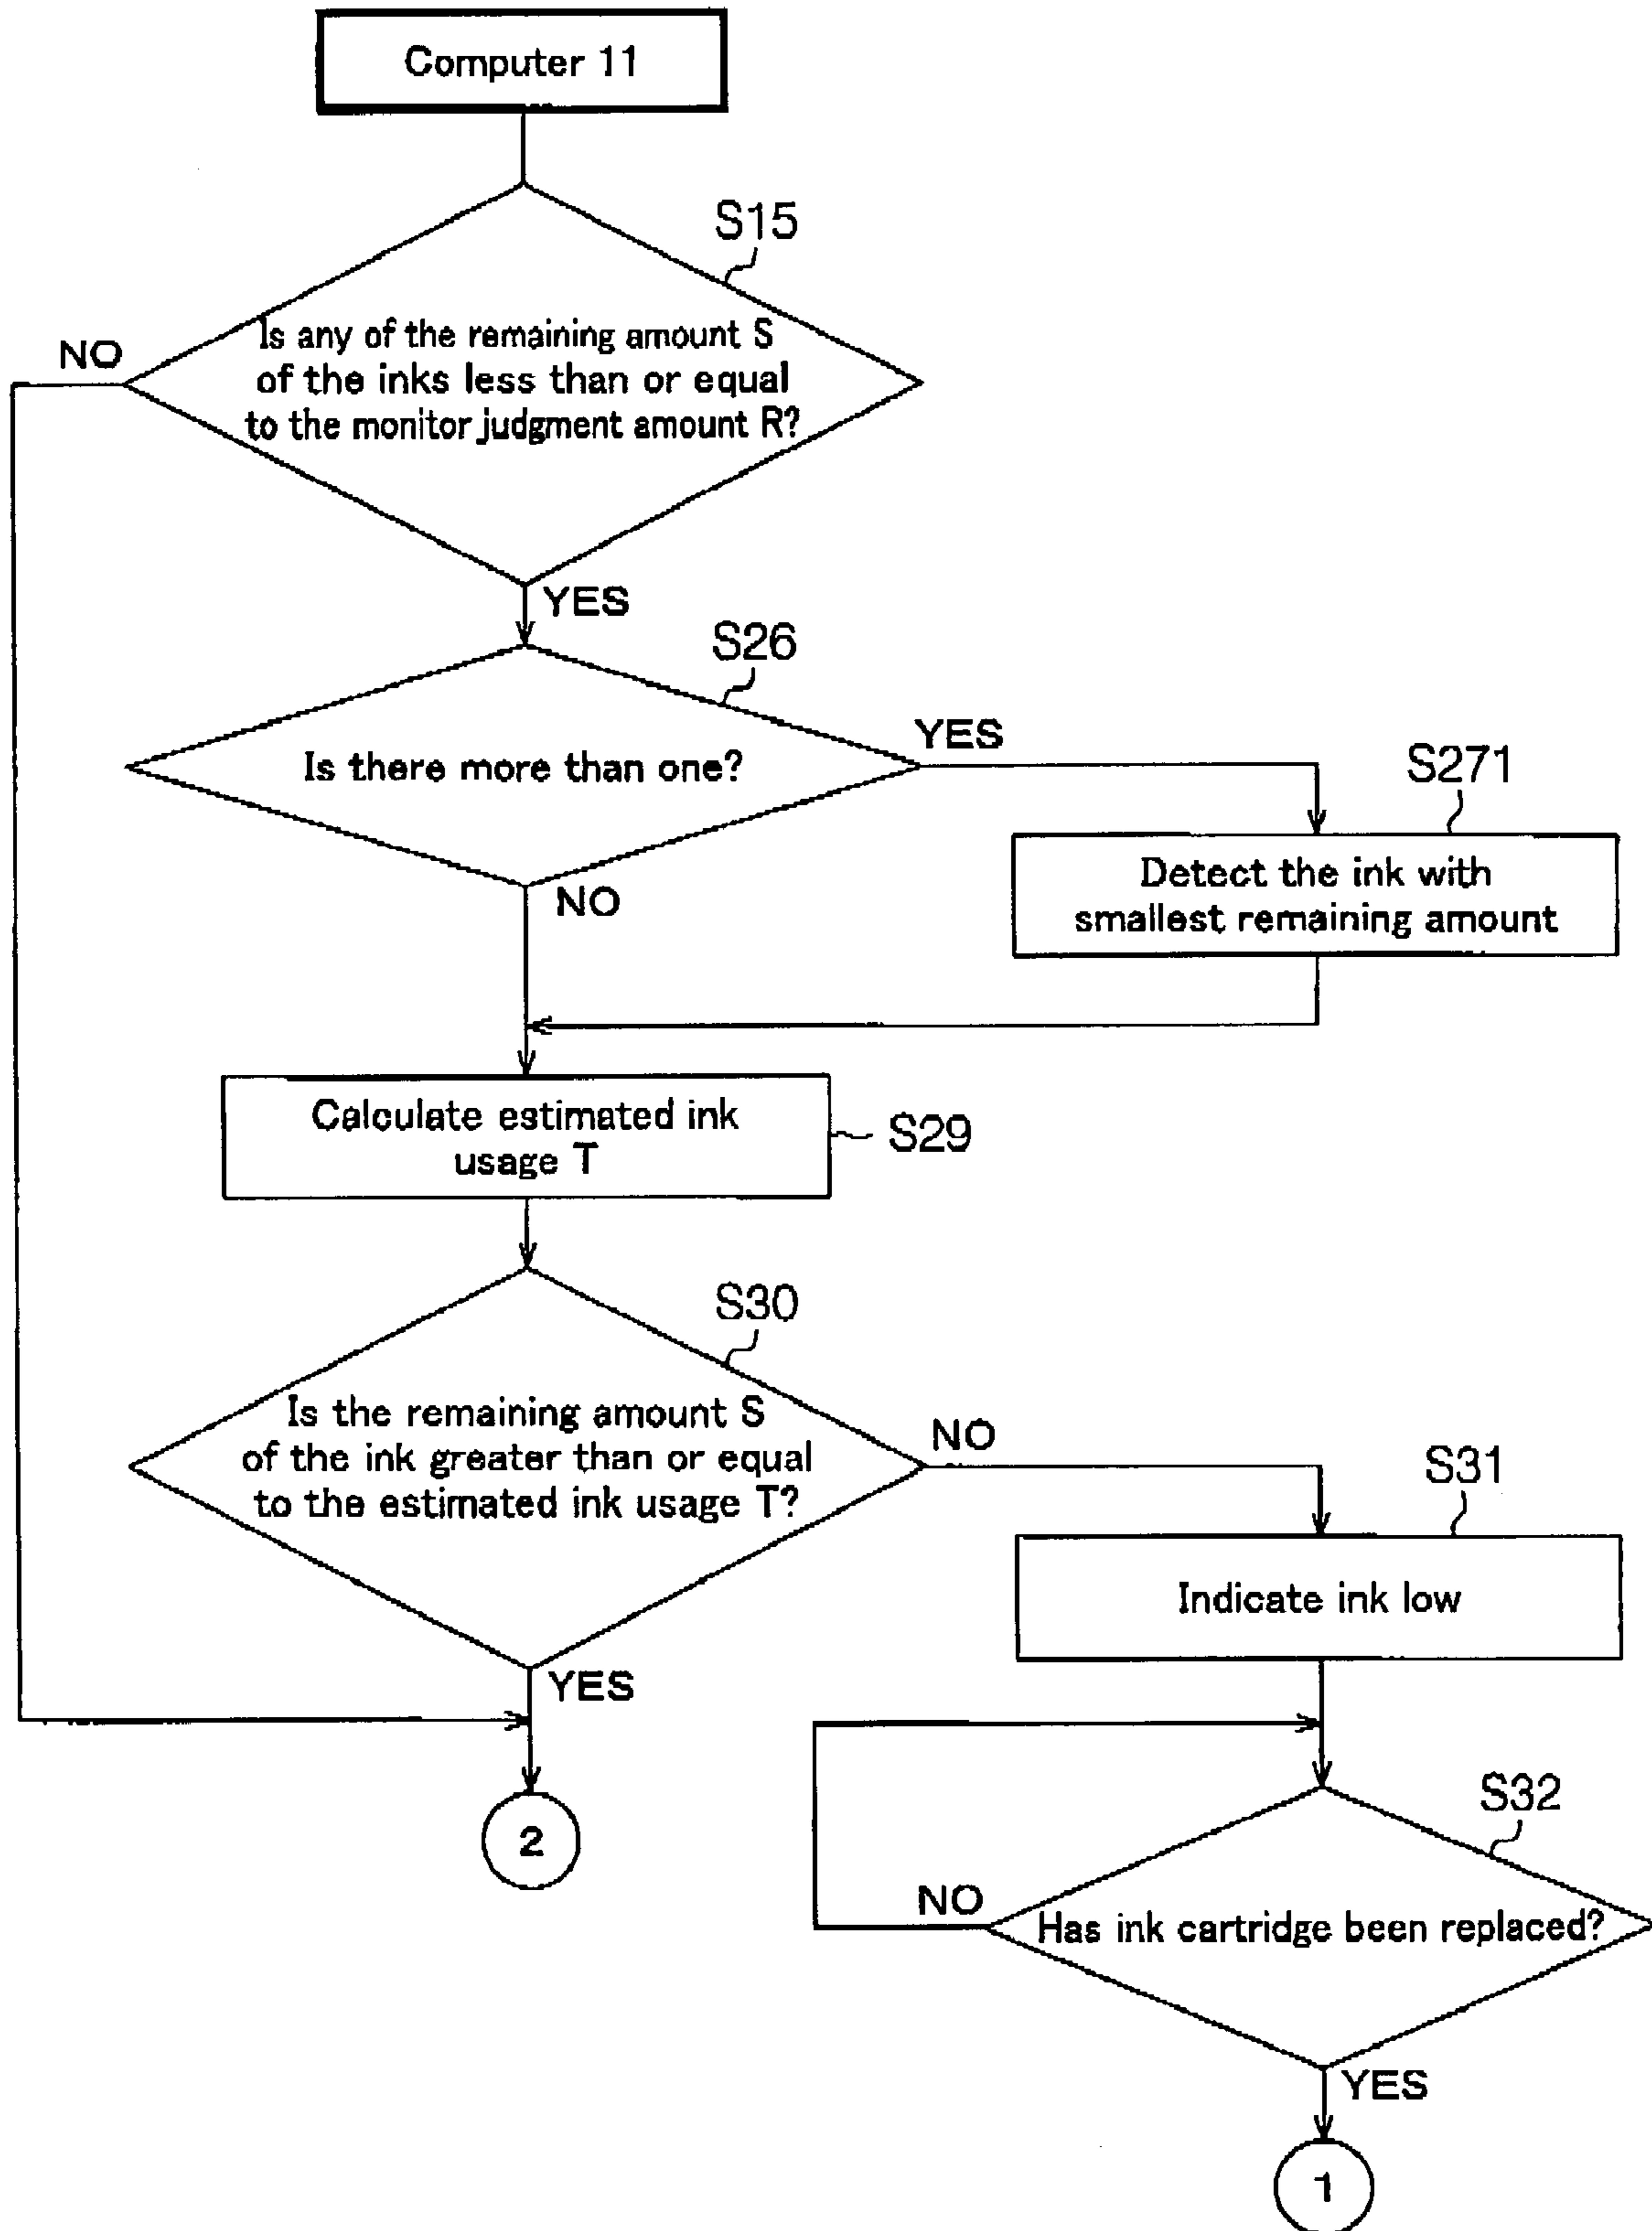 Computer 11
S15
Is any of the remaining amount S
of the inks less than or equal
to the monitor judgment amount R?
NO
YES
S26
Is there more than one?
YES
S271
Detect the ink with
smallest remaining amount
NO
Calculate estimated ink
usage T
S29
S30
Is the remaining amount S
of the ink greater than or equal
to the estimated ink usage T?
NO
S31
Indicate ink low
YES
2
S32
NO
Has ink cartridge been replaced?
YES
1